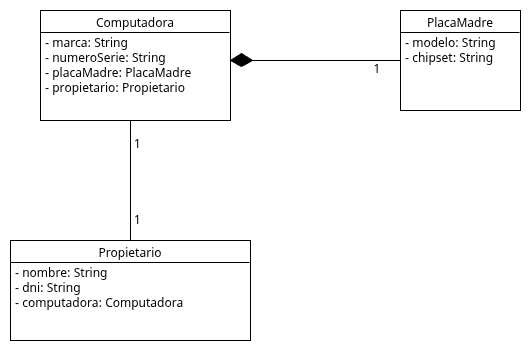 Computadora
- marca: String
- numeroSerie: String
- placaMadre: PlacaMadre
- propietario: Propietario
PlacaMadre
- modelo: String
- chipset: String
1
1
1
Propietario
- nombre: String
- dni: String
- computadora: Computadora